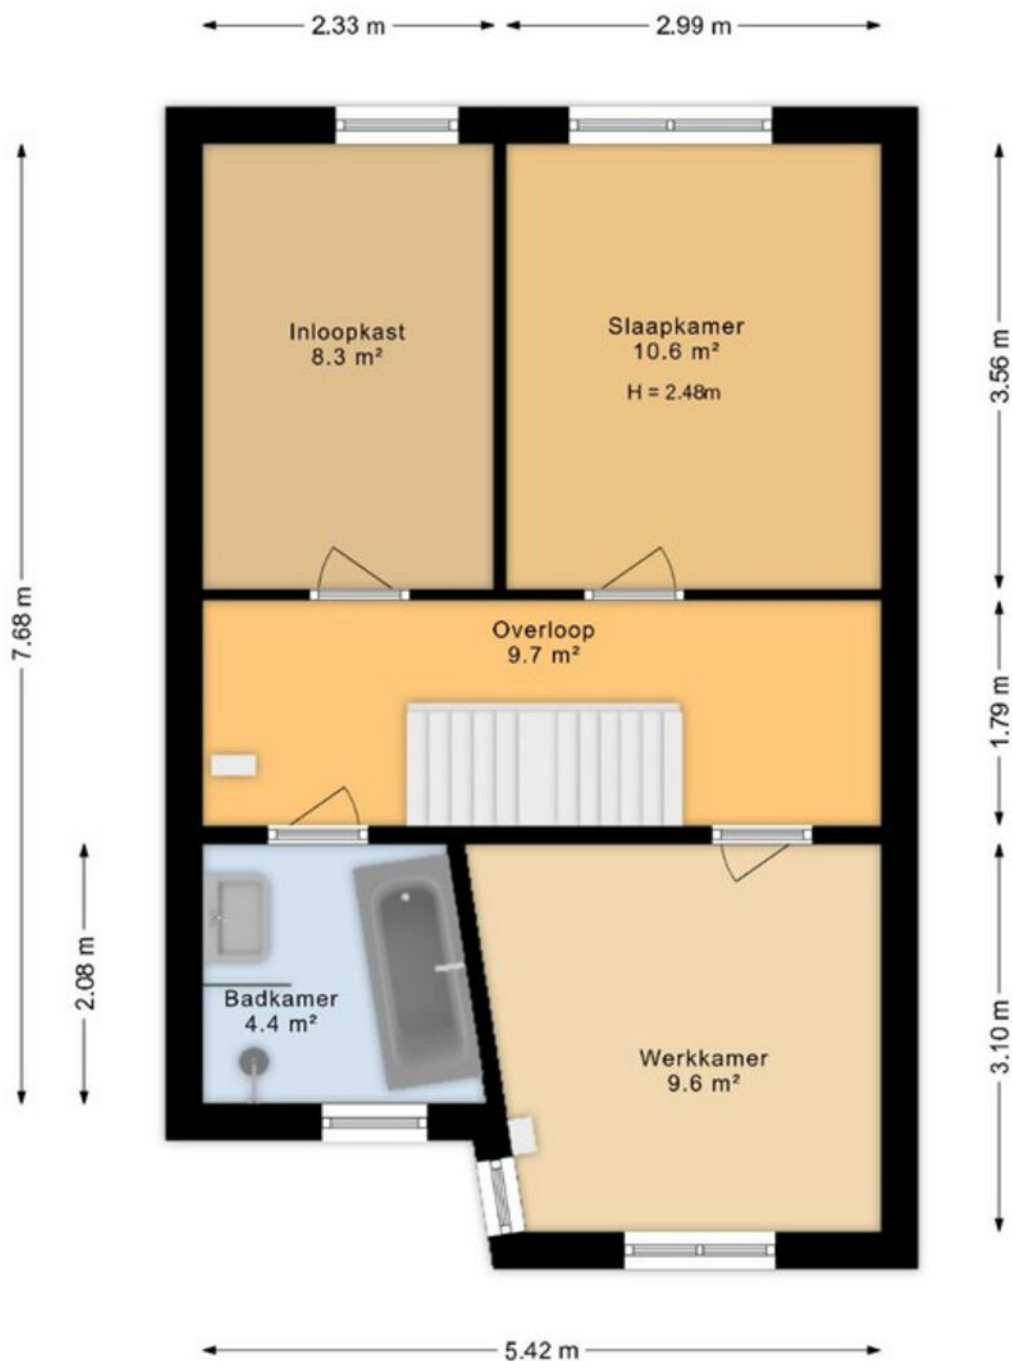 2.33 m
2.99 m
Inloopkast
8.3 m²
Slaapkamer
10.6 m²
H = 2.48m
3.56 m
7.68 m
Overloop
9.7 m²
1.79 m
2.08 m
Badkamer
4.4 m²
Werkkamer
9.6 m²
3.10 m
5.42 m